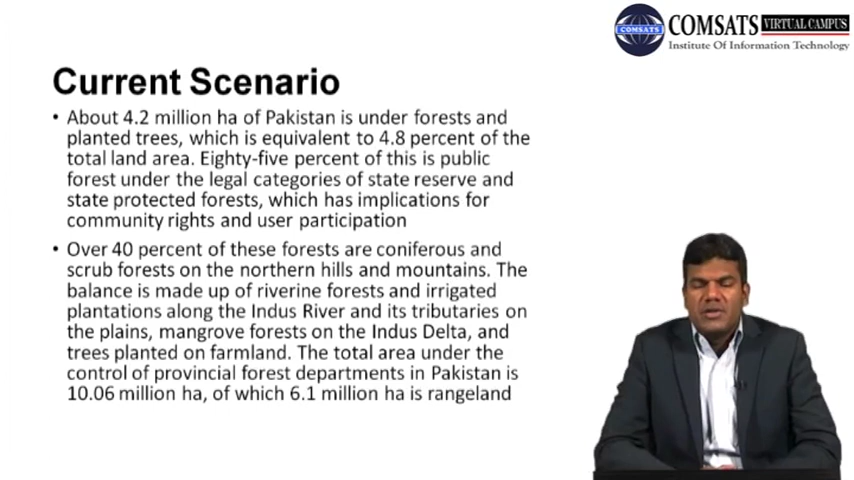 COMSATS VIRTUAL CAMPUS
COMSATS
Institute Of Information Technology
Current Scenario
• About 4.2 million ha of Pakistan is under forests and
planted trees, which is equivalent to 4.8 percent of the
total land area. Eighty-five percent of this is public
forest under the legal categories of state reserve and
state protected forests, which has implications for
community rights and user participation
• Over 40 percent of these forests are coniferous and
scrub forests on the northern hills and mountains. The
balance is made up of riverine forests and irrigated
plantations along the Indus River and its tributaries on
the plains, mangrove forests on the Indus Delta, and
trees planted on farmland. The total area under the
control of provincial forest departments in Pakistan is
10.06 million ha, of which 6.1 million ha is rangeland